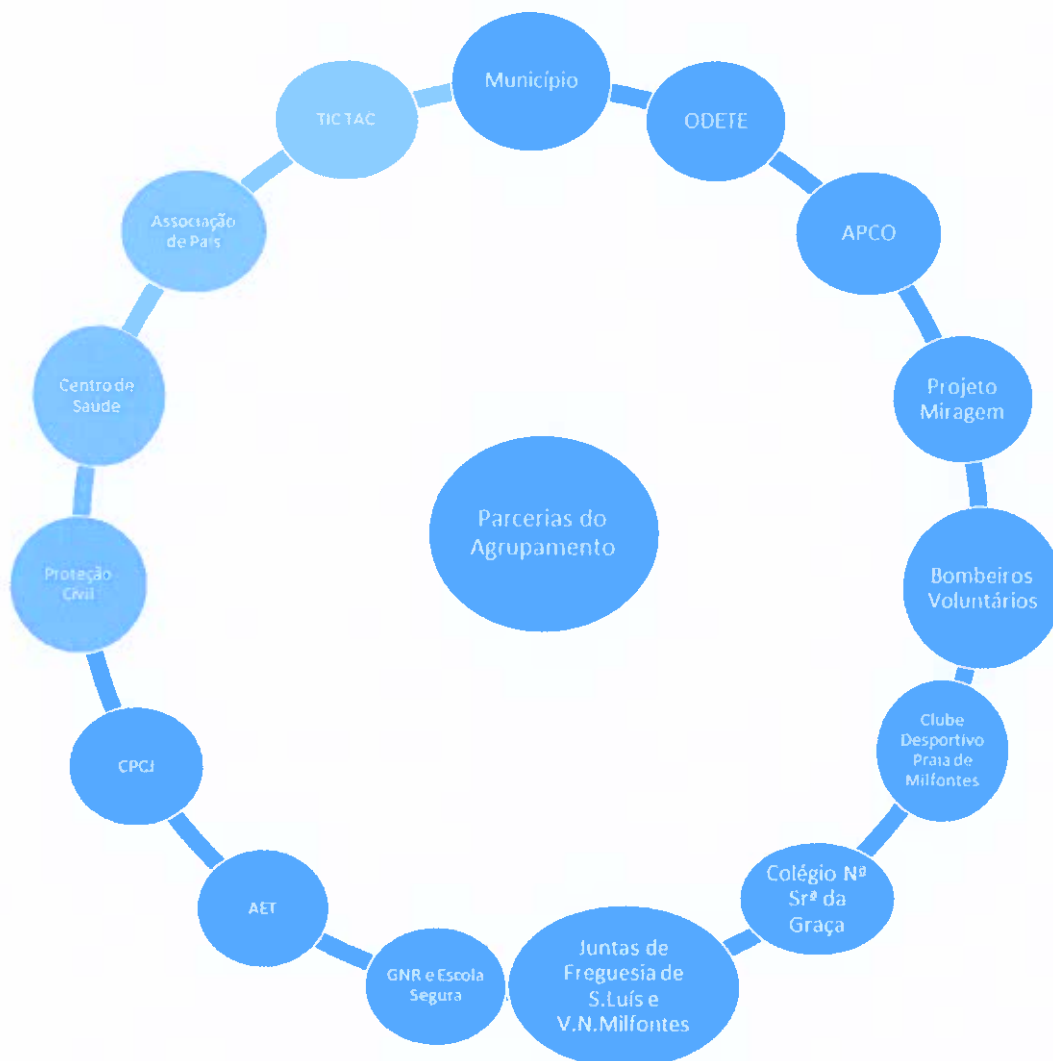 Município
ODETE
APCO
Projeto
Miragem
Bombeiros
Voluntários
Clube
Desportivo
Praia de
Milfontes
Colégio Nª
Srª da
Graça
Juntas de
Freguesia de
S.Luís e
V.N.Milfontes
GNR e Escola
Segura
AET
CPCJ
Proteção
Civil
Centro de
Saúde
Associação
de Pais
TIC TAC
Parcerias do
Agrupamento